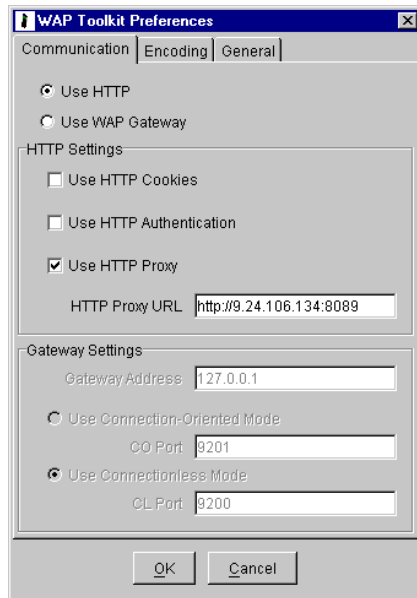 WAP Toolkit Preferences
Communication Encoding General
Use HTTP
Use WAP Gateway
HTTP Settings
Use HTTP Cookies
Use HTTP Authentication
Use HTTP Proxy
HTTP Proxy URL http://9.24.106.134:8089
Gateway Settings
Gateway Address 127.0.0.1
Use Connection-Oriented Mode
CO Port 9201
Use Connectionless Mode
CL Port 9200
OK Cancel